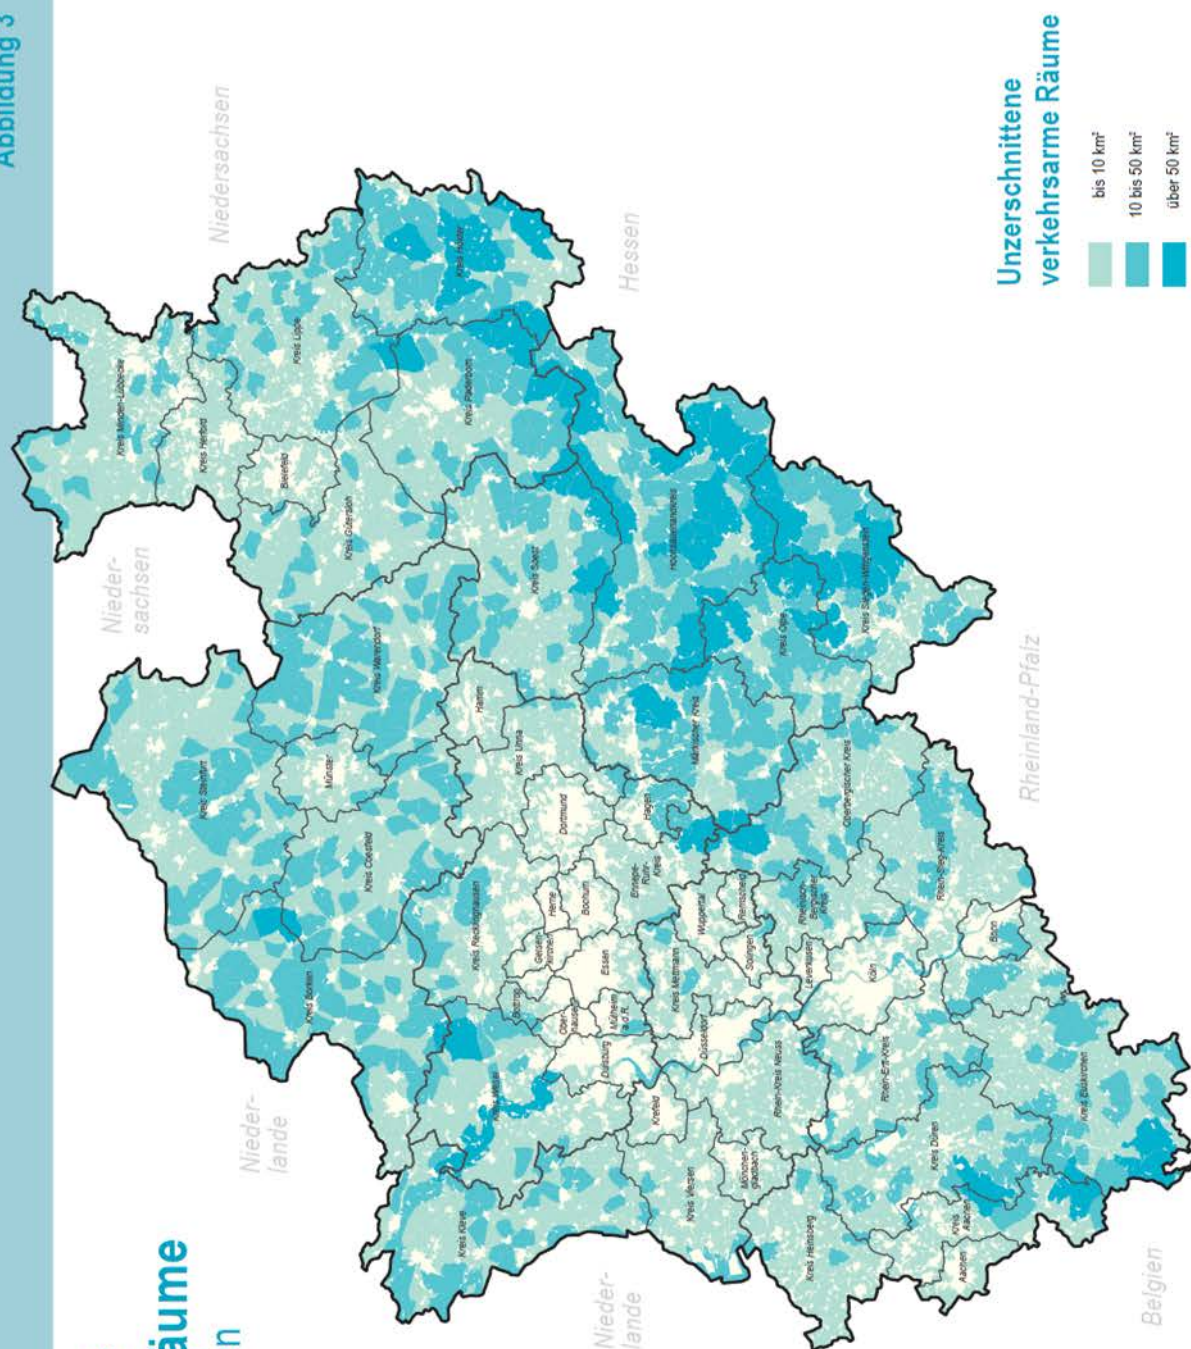 Abbildung 3
äume
n
Unzerschnittene
verkehrsarme Räume
bis 10 km²
10 bis 50 km²
über 50 km²
Nieder-
sachsen
Niedersachsen
Hessen
Rheinland-Pfalz
Belgien
Nieder-
lande
Nieder-
lande
Kreis Minden-Lübbecke
Kreis Herford
Bielefeld
Kreis Lippe
Kreis Gütersloh
Kreis Höxter
Kreis Paderborn
Kreis Steinfurt
Münster
Kreis Warendorf
Kreis Coesfeld
Kreis Borken
Kreis Soest
Hamm
Kreis Unna
Kreis Recklinghausen
Dortmund
Herne
Bochum
Gelsen-
kirchen
Bottrop
Essen
Ober-
hausen
Mülheim
a.d.R.
Duisburg
Kreis Wesel
Kreis Kleve
Hagen
Ennepe-
Ruhr-
Kreis
Hochsauerlandkreis
Märkischer Kreis
Kreis Olpe
Kreis Siegen-Wittgenstein
Wuppertal
Remscheid
Solingen
Kreis Mettmann
Düsseldorf
Krefeld
Kreis Viersen
Mönchen-
gladbach
Rhein-Kreis Neuss
Oberbergischer Kreis
Rheinisch-
Bergischer
Kreis
Leverkusen
Köln
Rhein-Sieg-Kreis
Bonn
Rhein-Erft-Kreis
Kreis Heinsberg
Kreis Düren
Kreis
Aachen
Aachen
Kreis Euskirchen